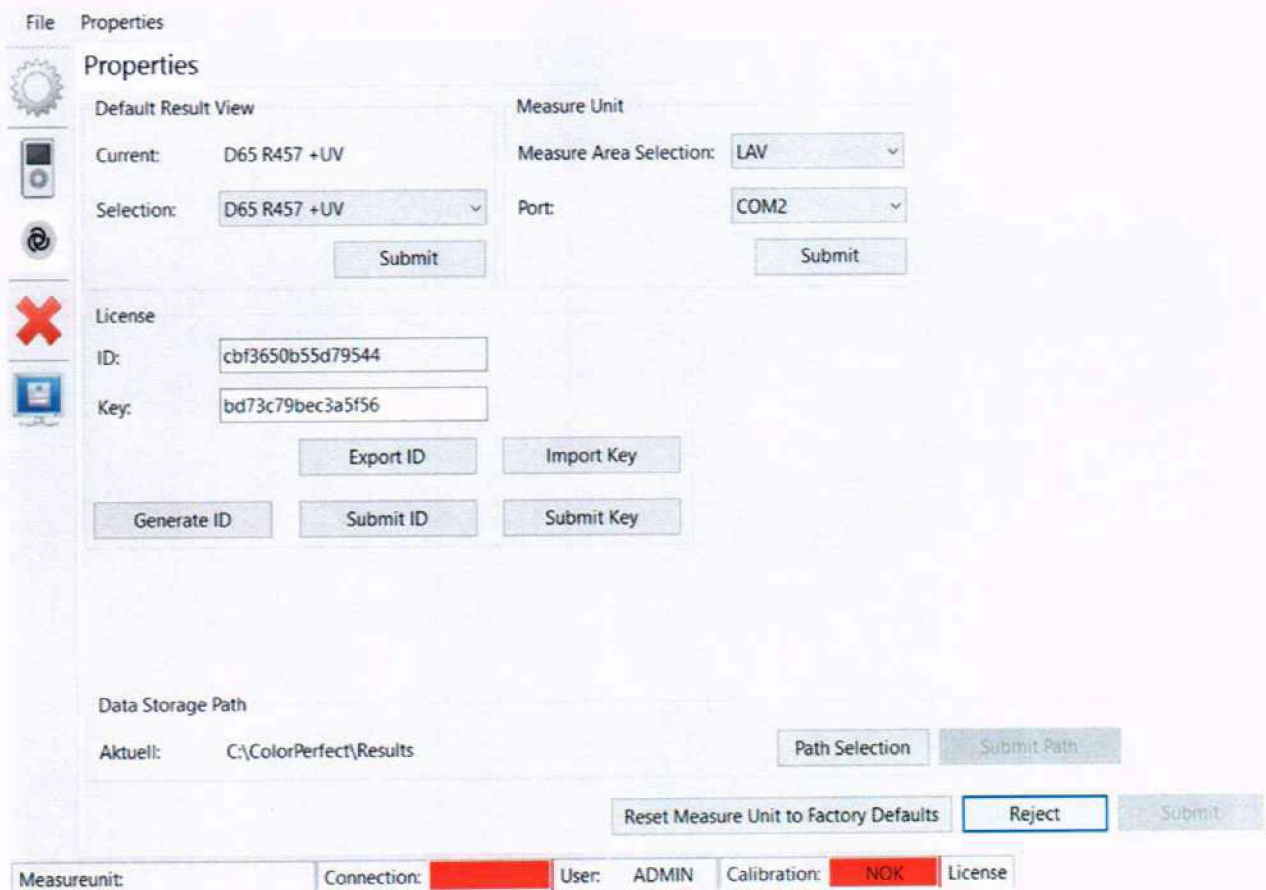 File Properties
Properties
Default Result View
Current: D65 R457 +UV
Selection: D65 R457 +UV
Submit
Measure Unit
Measure Area Selection: LAV
Port: COM2
Submit
License
ID: cbf3650b55d79544
Key: bd73c79bec3a5f56
Export ID Import Key
Generate ID Submit ID Submit Key
Data Storage Path
Aktuell: C:\ColorPerfect\Results Path Selection Submit Path
Reset Measure Unit to Factory Defaults Reject Submit
Measureunit: Connection: User: ADMIN Calibration: NOK License